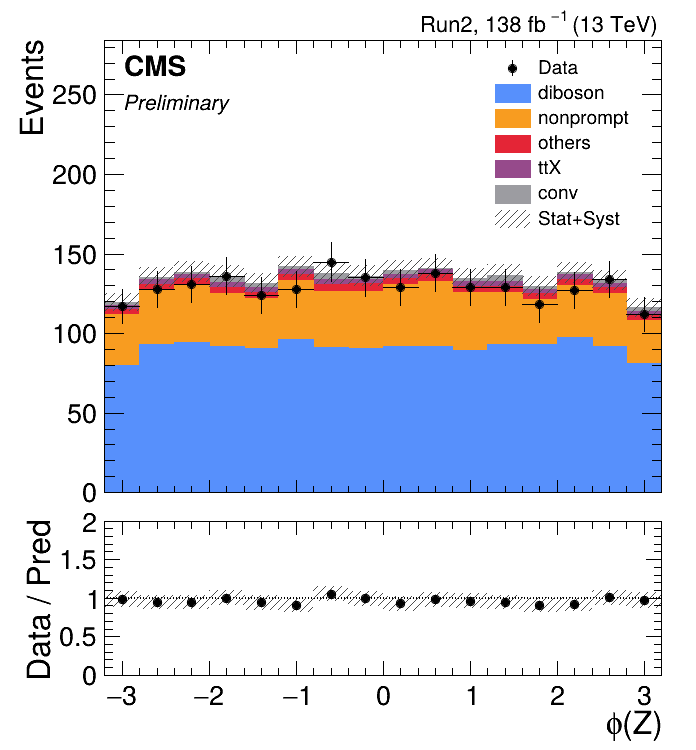 Run2, 138 fb⁻¹ (13 TeV)
CMS
Preliminary
Data
diboson
nonprompt
others
ttX
conv
Stat+Syst
Events
250
200
150
100
50
0
Data / Pred
2
1.5
1
0.5
0
−3 −2 −1 0 1 2 3
ϕ(Z)